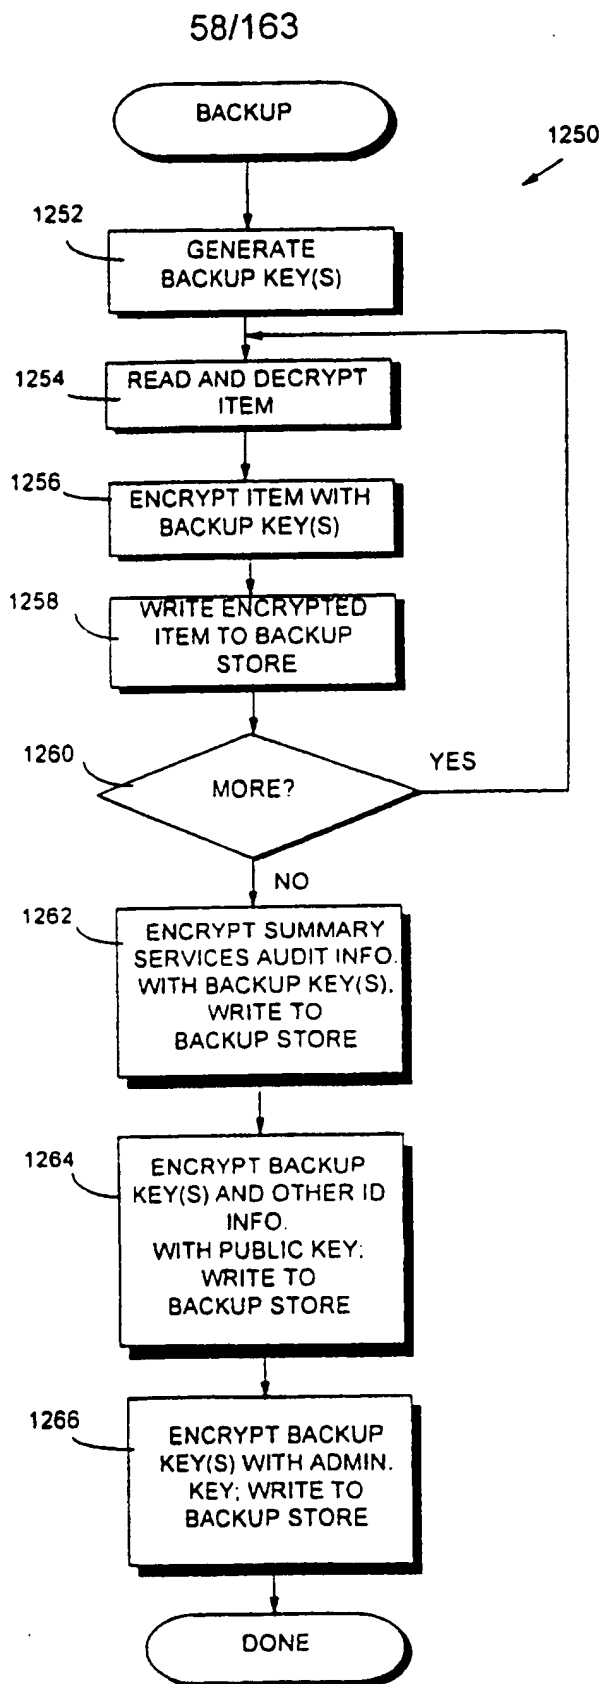 58/163
BACKUP
1250
1252
GENERATE
BACKUP KEY(S)
1254
READ AND DECRYPT
ITEM
1256
ENCRYPT ITEM WITH
BACKUP KEY(S)
1258
WRITE ENCRYPTED
ITEM TO BACKUP
STORE
1260
MORE?
YES
NO
1262
ENCRYPT SUMMARY
SERVICES AUDIT INFO.
WITH BACKUP KEY(S),
WRITE TO
BACKUP STORE
1264
ENCRYPT BACKUP
KEY(S) AND OTHER ID
INFO.
WITH PUBLIC KEY;
WRITE TO
BACKUP STORE
1266
ENCRYPT BACKUP
KEY(S) WITH ADMIN.
KEY; WRITE TO
BACKUP STORE
DONE